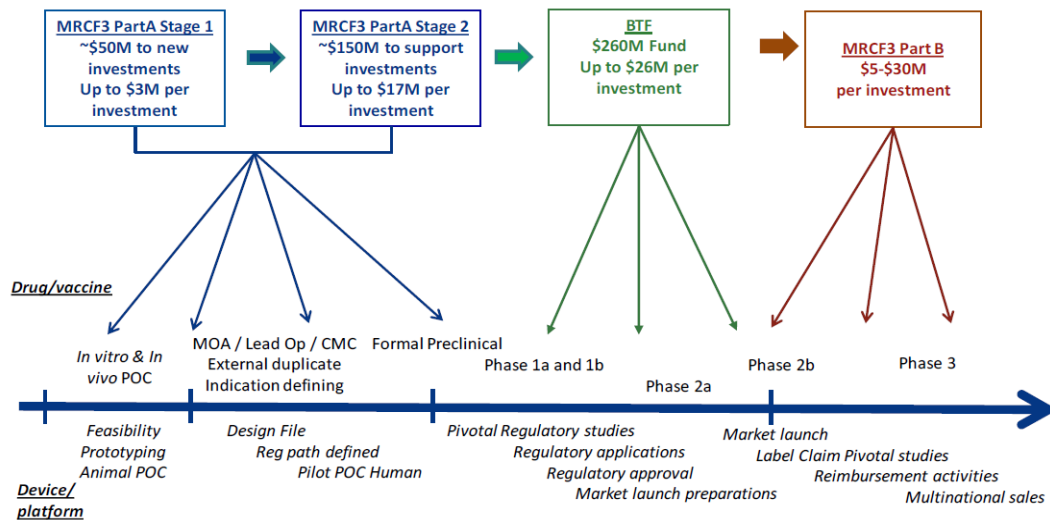 MRCF3 PartA Stage 1
~$50M to new
investments
Up to $3M per
investment
MRCF3 PartA Stage 2
~$150M to support
investments
Up to $17M per
investment
BTF
$260M Fund
Up to $26M per
investment
MRCF3 Part B
$5-$30M
per investment
Drug/vaccine
In vitro & In
vivo POC
MOA / Lead Op / CMC
External duplicate
Indication defining
Formal Preclinical
Phase 1a and 1b
Phase 2a
Phase 2b
Phase 3
Feasibility
Prototyping
Animal POC
Design File
Reg path defined
Pilot POC Human
Pivotal Regulatory studies
Regulatory applications
Regulatory approval
Market launch preparations
Market launch
Label Claim Pivotal studies
Reimbursement activities
Multinational sales
Device/
platform